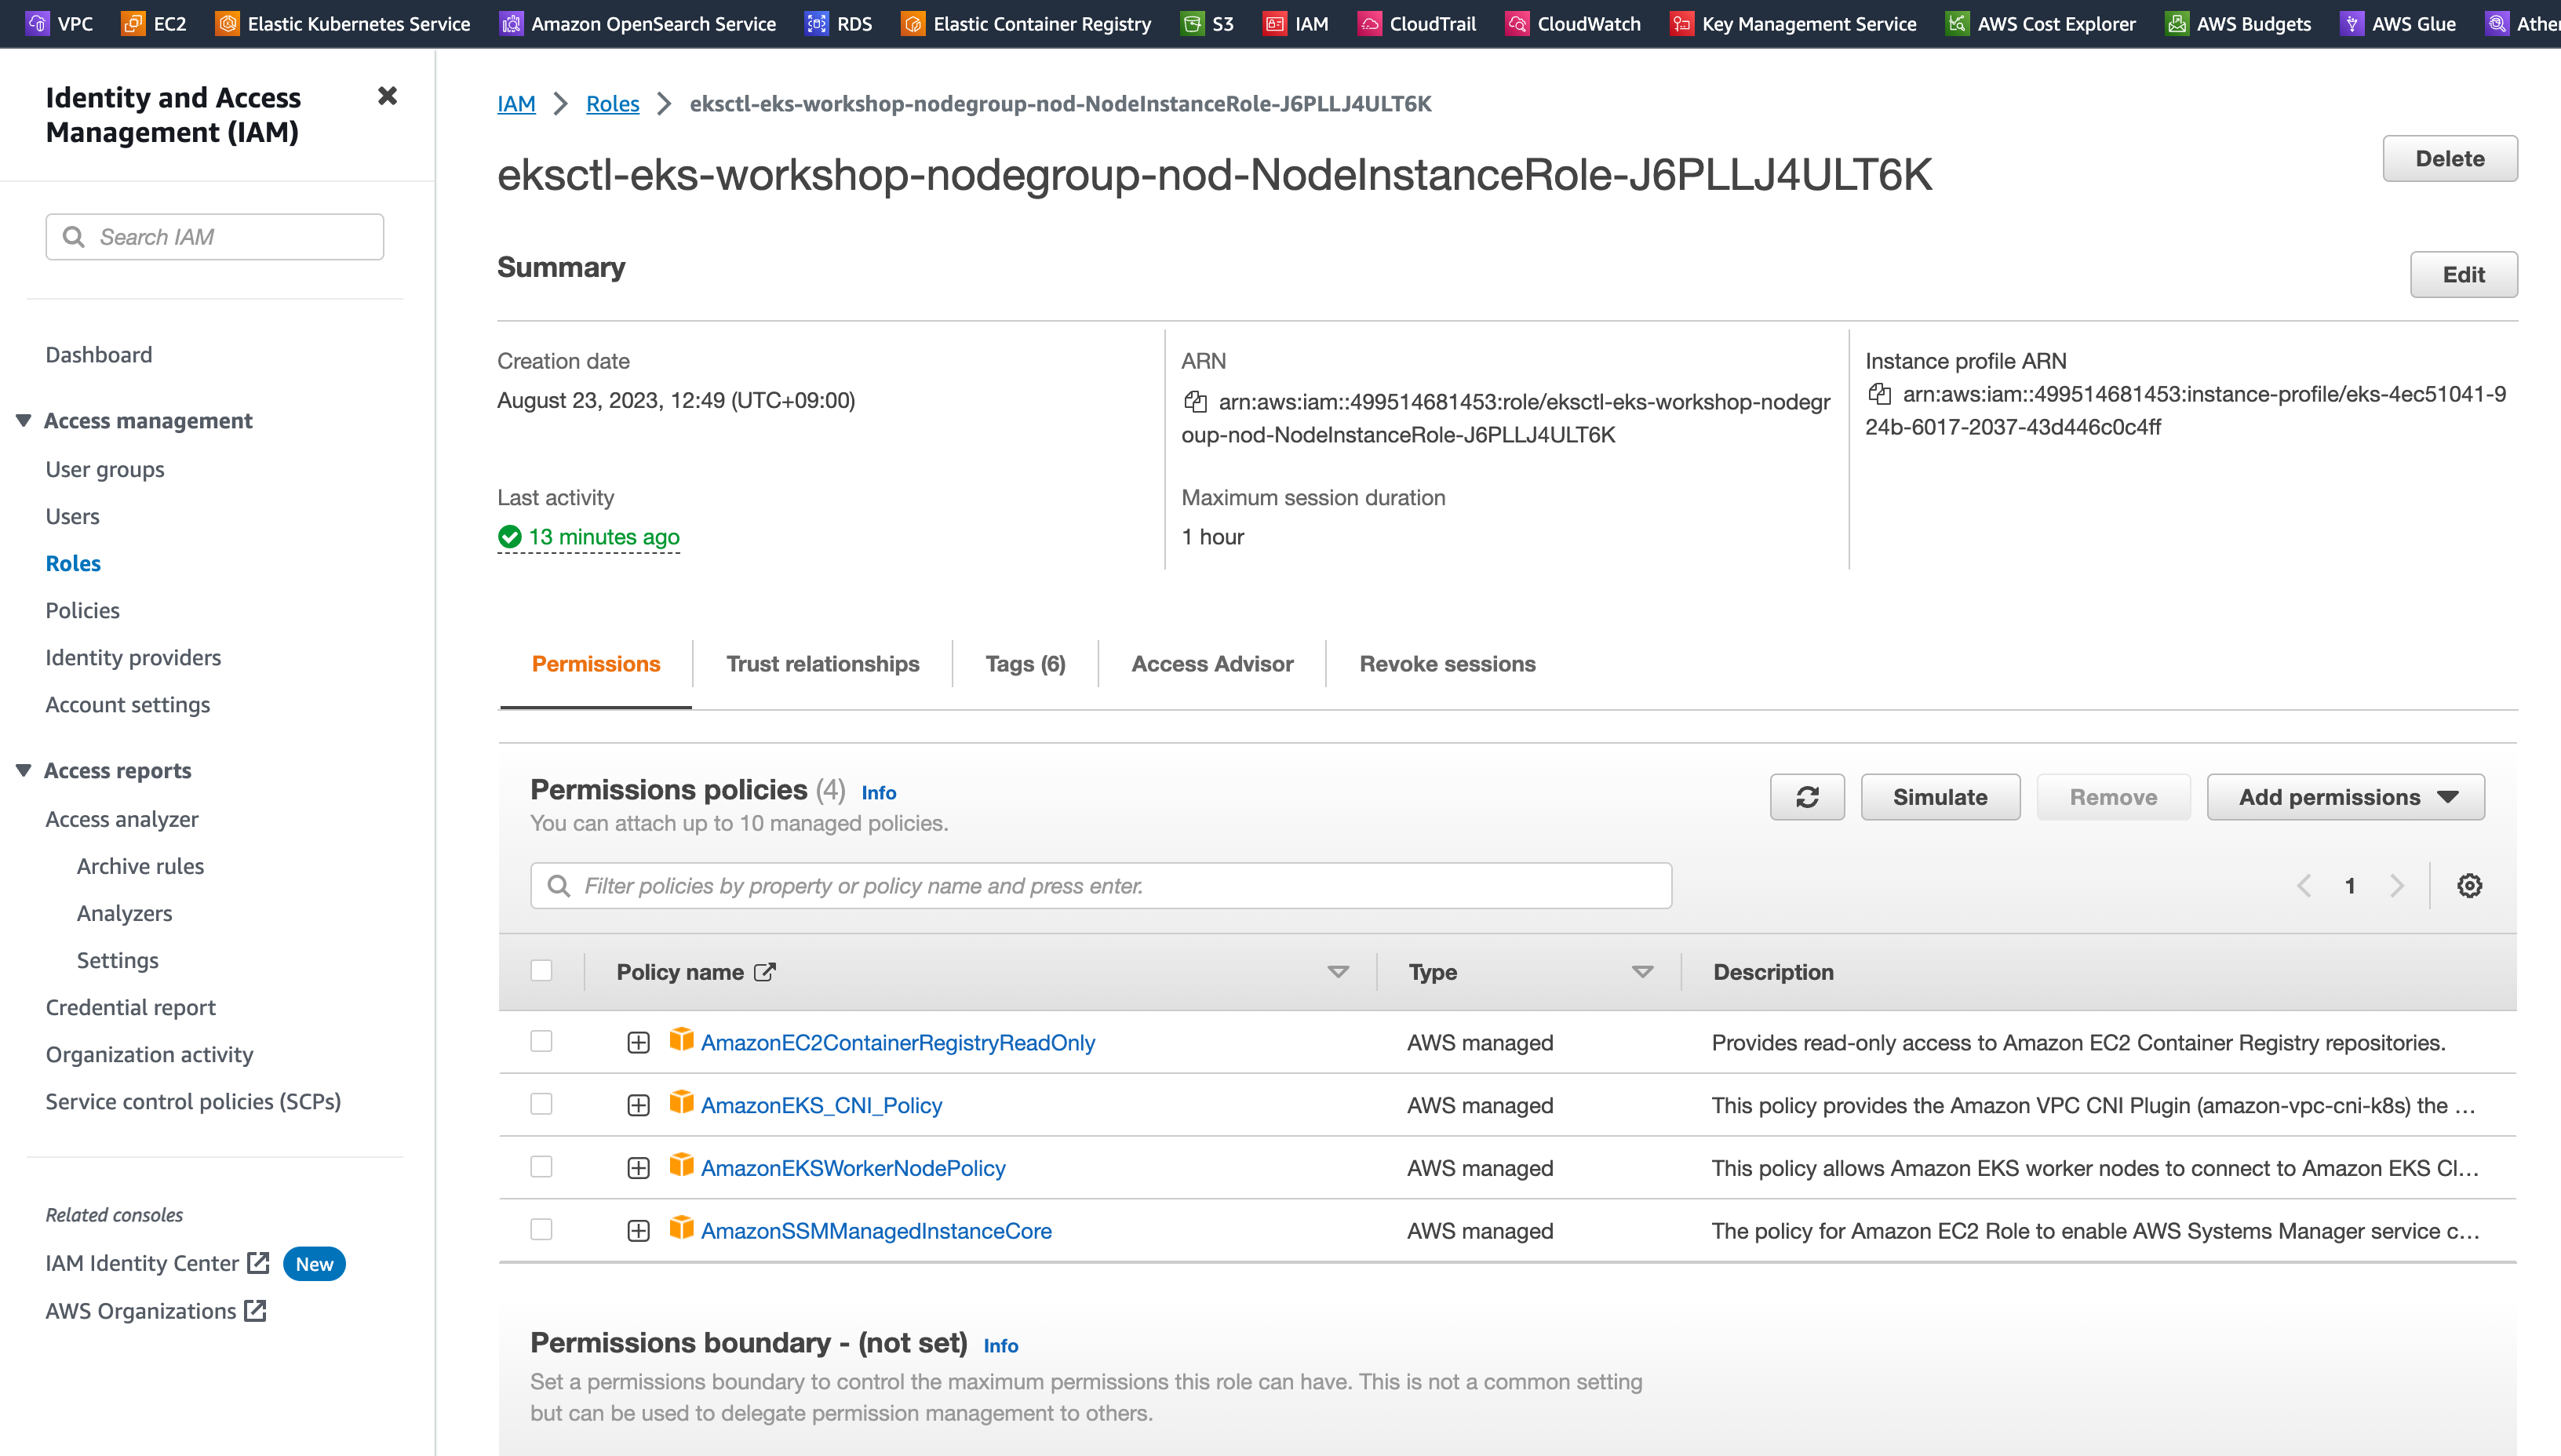 VPC EC2 Elastic Kubernetes Service Amazon OpenSearch Service RDS Elastic Container Registry S3 IAM CloudTrail CloudWatch Key Management Service AWS Cost Explorer AWS Budgets AWS Glue Athe
Identity and Access
Management (IAM)
Search IAM
Dashboard
Access management
User groups
Users
Roles
Policies
Identity providers
Account settings
Access reports
Access analyzer
Archive rules
Analyzers
Settings
Credential report
Organization activity
Service control policies (SCPs)
Related consoles
IAM Identity Center New
AWS Organizations
IAM Roles eksctl-eks-workshop-nodegroup-nod-NodeInstanceRole-J6PLLJ4ULT6K
eksctl-eks-workshop-nodegroup-nod-NodeInstanceRole-J6PLLJ4ULT6K
Delete
Summary
Edit
Creation date
August 23, 2023, 12:49 (UTC+09:00)
ARN
arn:aws:iam::499514681453:role/eksctl-eks-workshop-nodegr
oup-nod-NodeInstanceRole-J6PLLJ4ULT6K
Instance profile ARN
arn:aws:iam::499514681453:instance-profile/eks-4ec51041-9
24b-6017-2037-43d446c0c4ff
Last activity
13 minutes ago
Maximum session duration
1 hour
Permissions Trust relationships Tags (6) Access Advisor Revoke sessions
Permissions policies (4) Info
You can attach up to 10 managed policies.
Simulate Remove Add permissions
Filter policies by property or policy name and press enter.
1
Policy name Type Description
AmazonEC2ContainerRegistryReadOnly AWS managed Provides read-only access to Amazon EC2 Container Registry repositories.
AmazonEKS_CNI_Policy AWS managed This policy provides the Amazon VPC CNI Plugin (amazon-vpc-cni-k8s) the …
AmazonEKSWorkerNodePolicy AWS managed This policy allows Amazon EKS worker nodes to connect to Amazon EKS Cl…
AmazonSSMManagedInstanceCore AWS managed The policy for Amazon EC2 Role to enable AWS Systems Manager service c…
Permissions boundary - (not set) Info
Set a permissions boundary to control the maximum permissions this role can have. This is not a common setting
but can be used to delegate permission management to others.